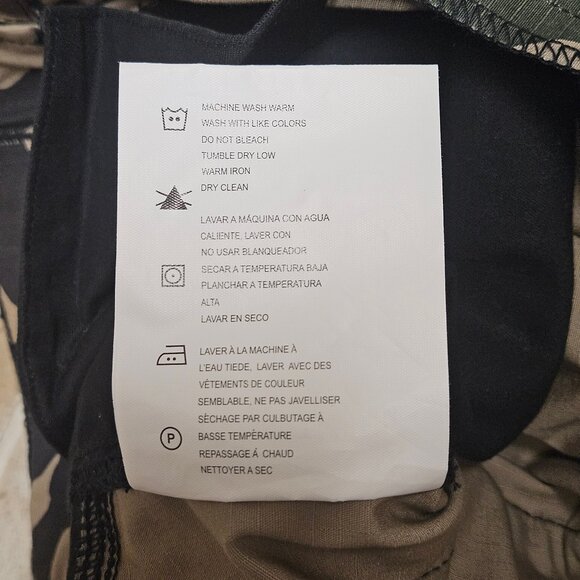 MACHINE WASH WARM
WASH WITH LIKE COLORS
DO NOT BLEACH
TUMBLE DRY LOW
WARM IRON
DRY CLEAN
LAVAR A MÁQUINA CON AGUA
CALIENTE, LAVER CON
NO USAR BLANQUEADOR
SECAR A TEMPERATURA BAJA
PLANCHAR A TEMPERATURA
ALTA
LAVAR EN SECO
LAVER À LA MACHINE À
L'EAU TIEDE, LAVER AVEC DES
VÉTEMENTS DE COULEUR
SEMBLABLE, NE PAS JAVELLISER
SÈCHAGE PAR CULBUTAGE À
BASSE TEMPÉRATURE
REPASSAGE Á CHAUD
NETTOYER A SEC
P